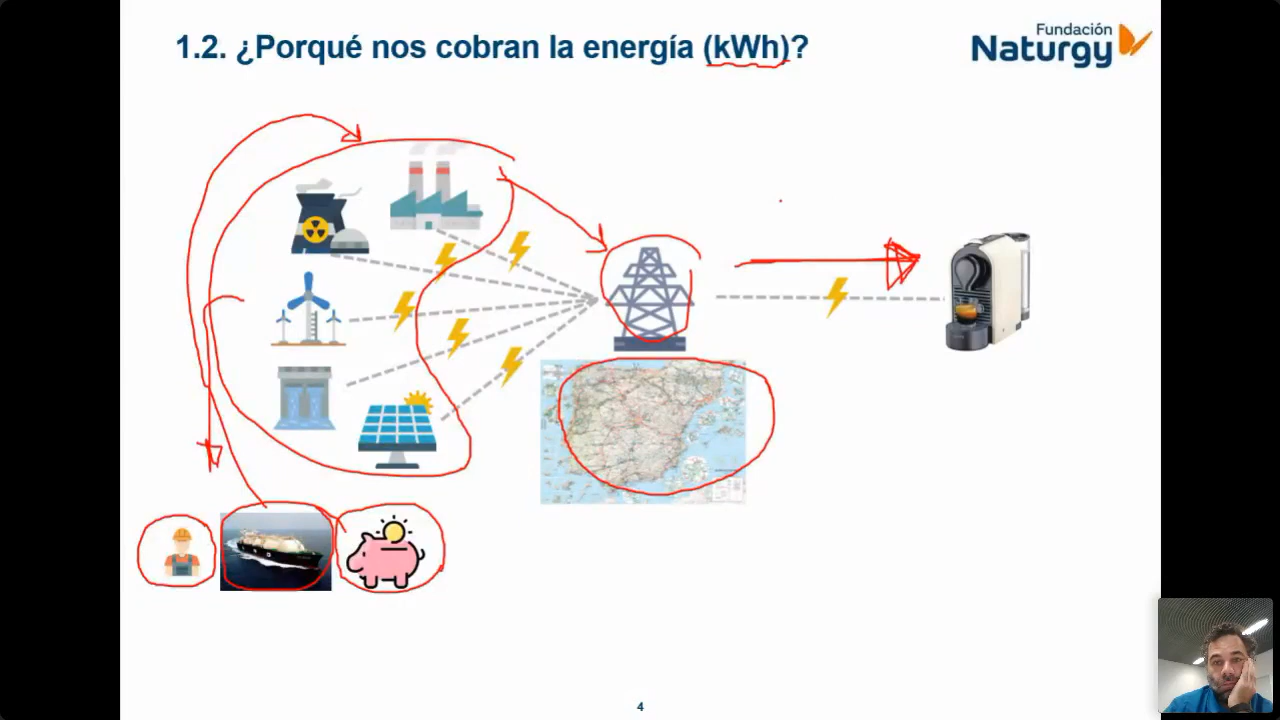 1.2. ¿Porqué nos cobran la energía (kWh)?
Fundación
Naturgy
4